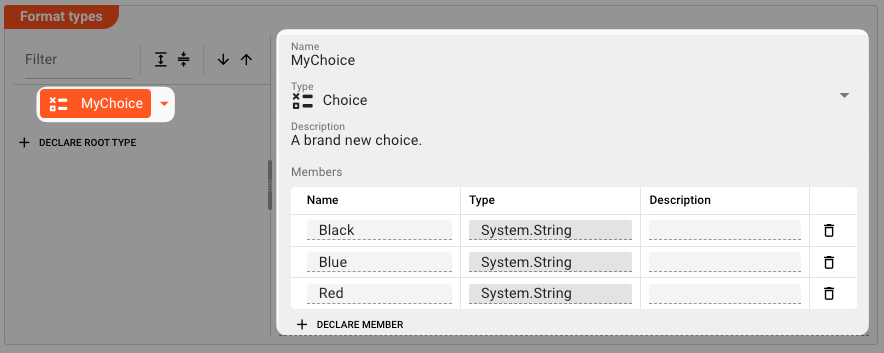 Format types
Filter
MyChoice
DECLARE ROOT TYPE
Name
MyChoice
Type
Choice
Description
A brand new choice.
Members
Name Type Description
Black System.String
Blue System.String
Red System.String
DECLARE MEMBER